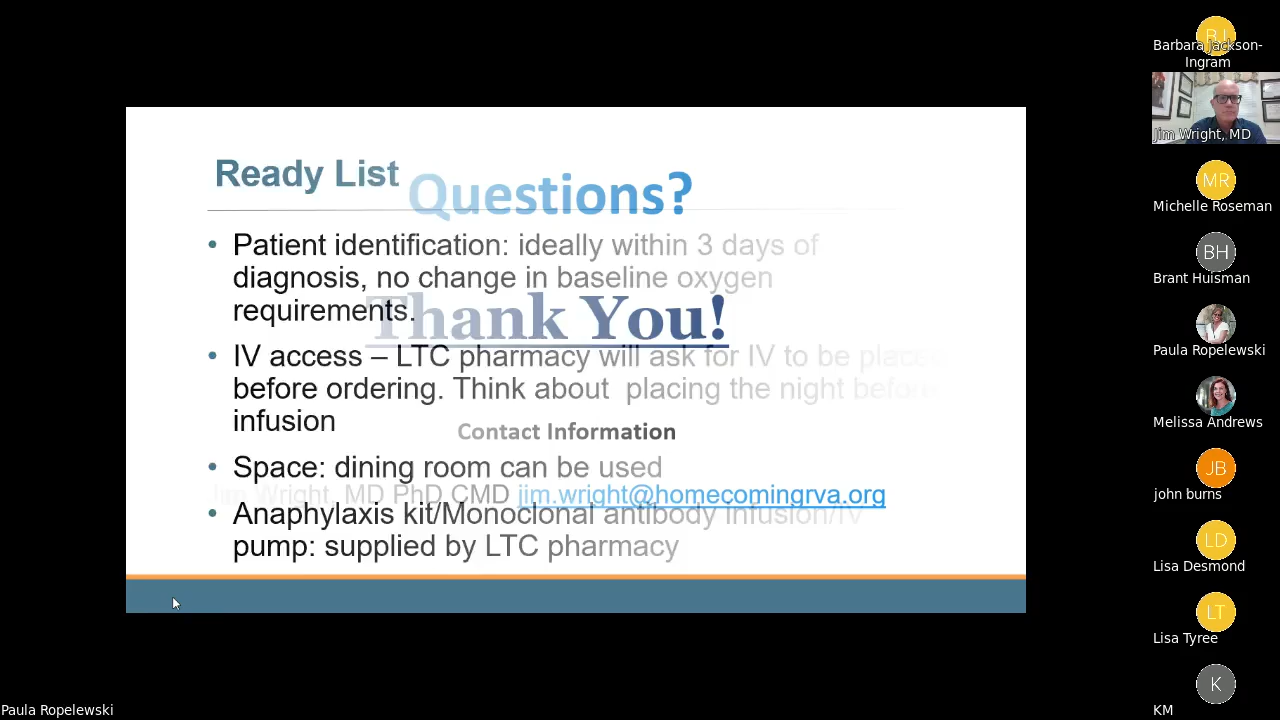 Ready List
Questions?
• Patient identification: ideally within 3 days of
diagnosis, no change in baseline oxygen
requirements.
Thank You!
• IV access – LTC pharmacy will ask for IV to be placed
before ordering. Think about placing the night before
infusion
Contact Information
• Space: dining room can be used
Jim Wright, MD PhD CMD jim.wright@homecomingrva.org
• Anaphylaxis kit/Monoclonal antibody infusion/IV
pump: supplied by LTC pharmacy
BJ
Barbara Jackson-
Ingram
Jim Wright, MD
MR
Michelle Roseman
BH
Brant Huisman
Paula Ropelewski
Melissa Andrews
JB
john burns
LD
Lisa Desmond
LT
Lisa Tyree
K
KM
Paula Ropelewski